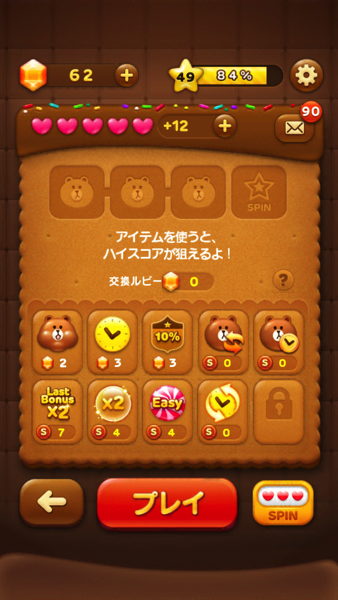 62 +
49 84%
90
+12 +
SPIN
アイテムを使うと、
ハイスコアが狙えるよ！
交換ルビー 0 ?
10%
2 3 3 S 0 S 0
Last Bonus X2 X2 Easy
S 7 S 4 S 4 S 0
プレイ
SPIN